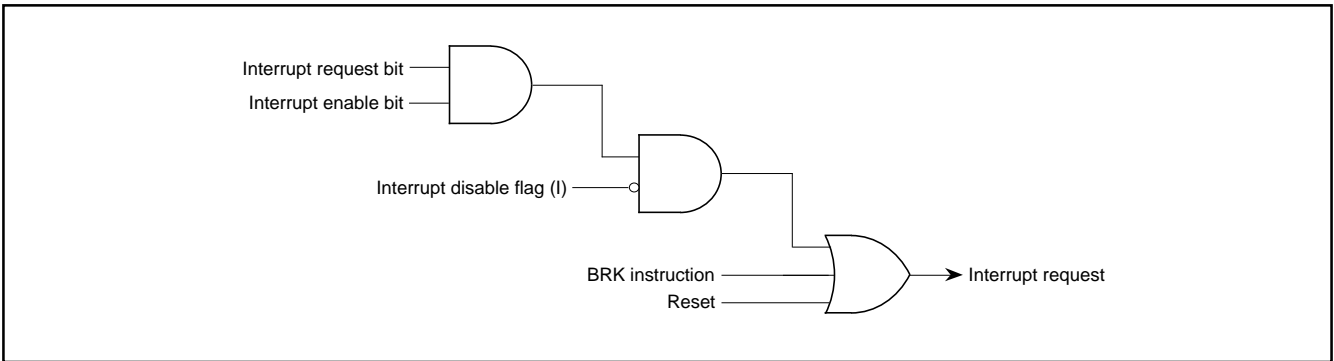 Interrupt request bit
Interrupt enable bit
Interrupt disable flag (I)
BRK instruction
Reset
Interrupt request